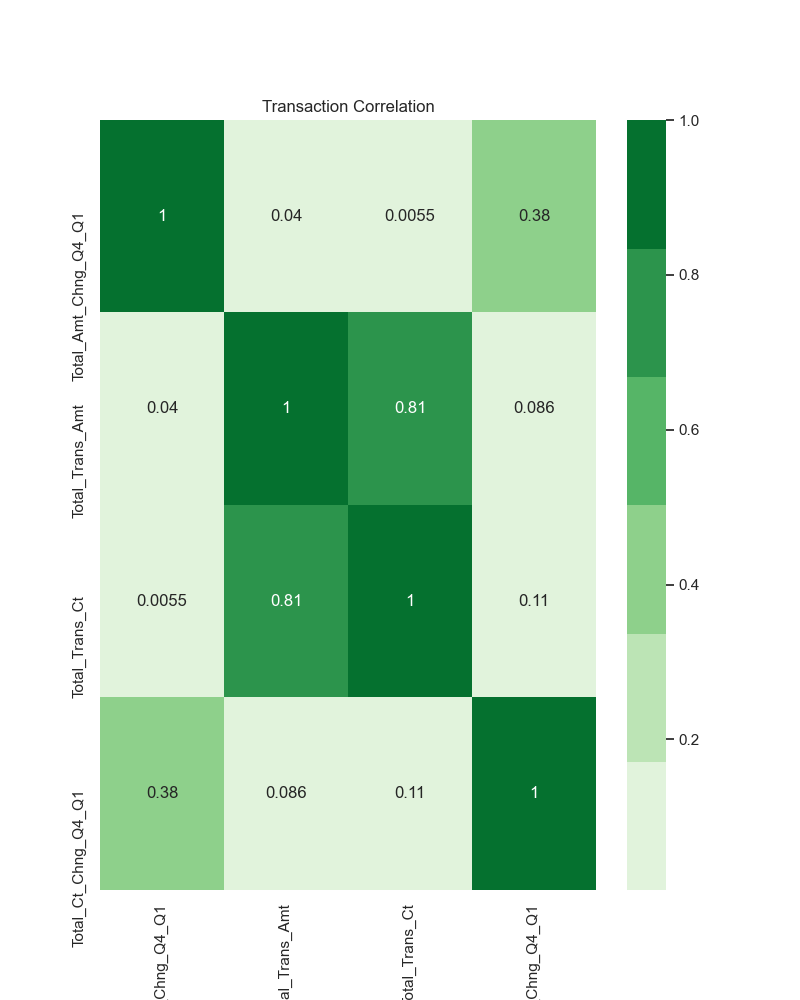 Transaction Correlation
Total_Amt_Chng_Q4_Q1
1
0.04
0.0055
0.38
Total_Trans_Amt
0.04
1
0.81
0.086
Total_Trans_Ct
0.0055
0.81
1
0.11
Total_Ct_Chng_Q4_Q1
0.38
0.086
0.11
1
_Chng_Q4_Q1
al_Trans_Amt
otal_Trans_Ct
_Chng_Q4_Q1
1.0
0.8
0.6
0.4
0.2